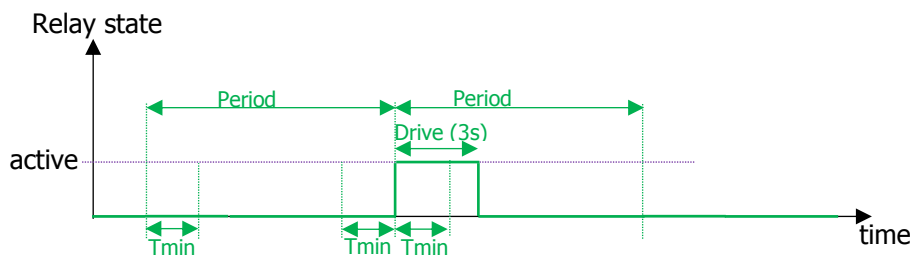 Relay state
Period
Period
Drive (3s)
active
Tmin
Tmin
Tmin
time